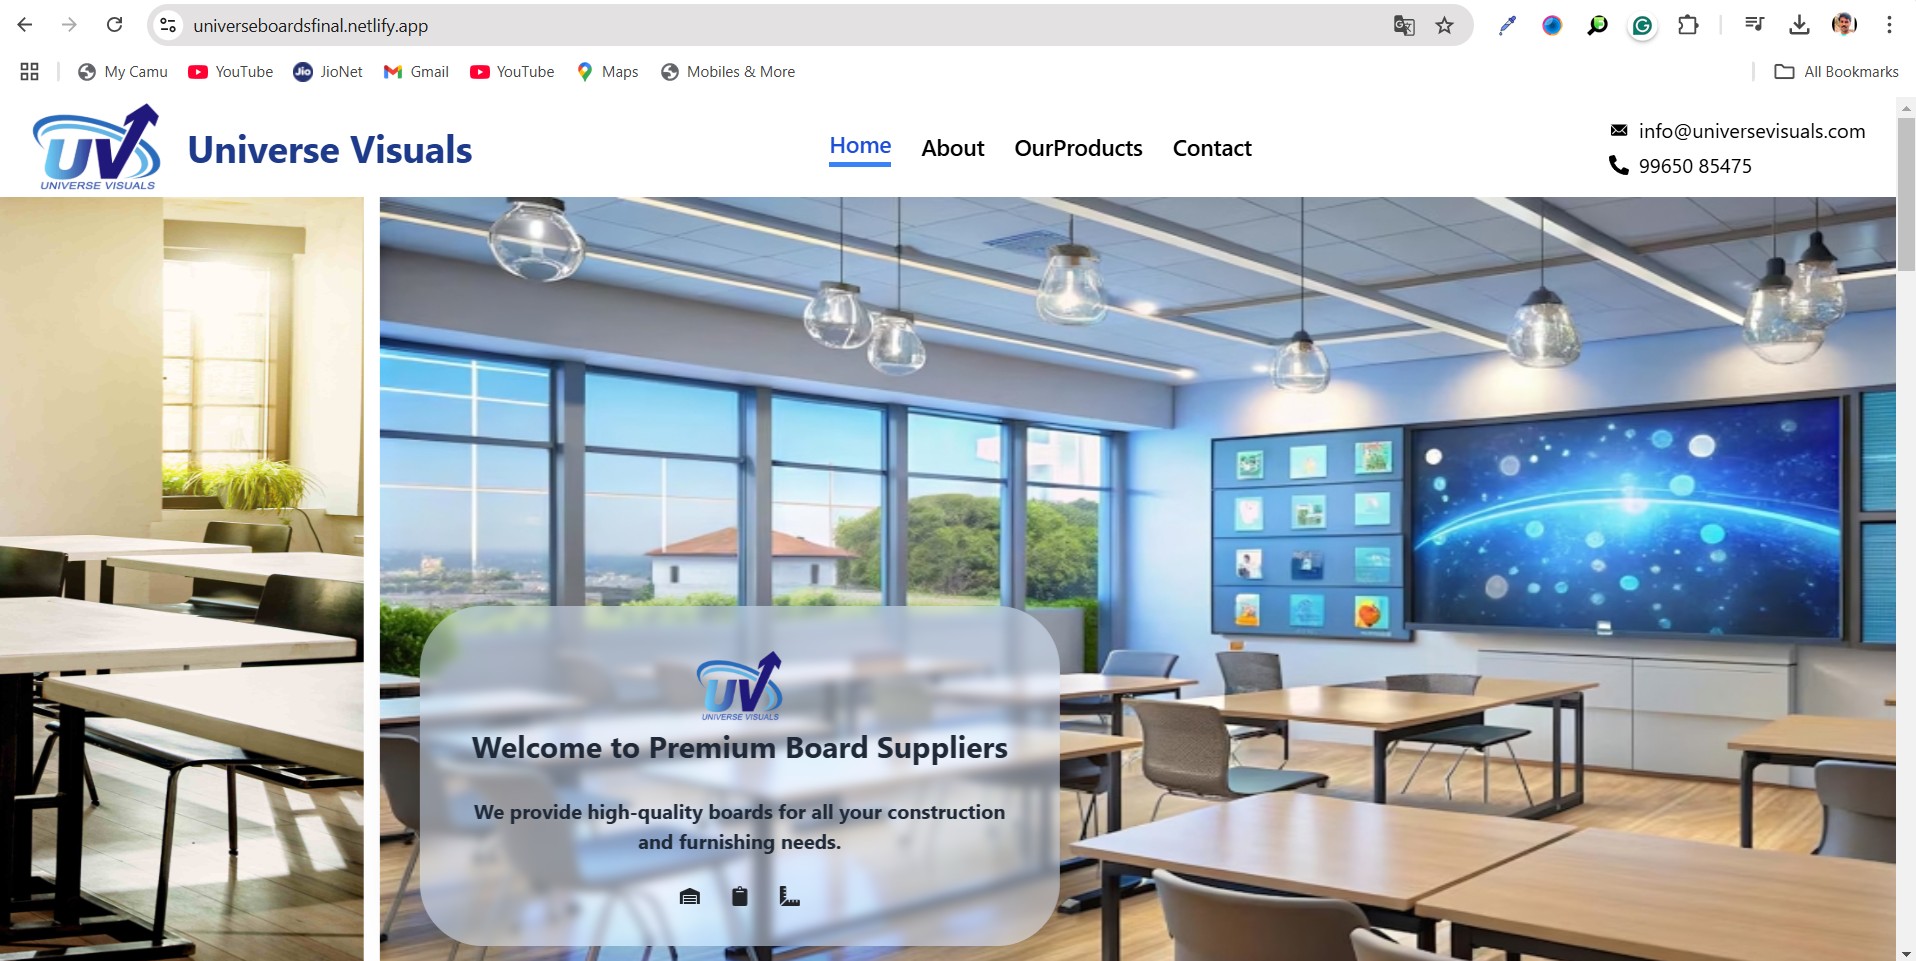 universeboardsfinal.netlify.app
My Camu
YouTube
Jio
JioNet
Gmail
YouTube
Maps
Mobiles & More
All Bookmarks
UV
UNIVERSE VISUALS
Universe Visuals
Home
About
OurProducts
Contact
info@universevisuals.com
99650 85475
UV
UNIVERSE VISUALS
Welcome to Premium Board Suppliers
We provide high-quality boards for all your construction
and furnishing needs.